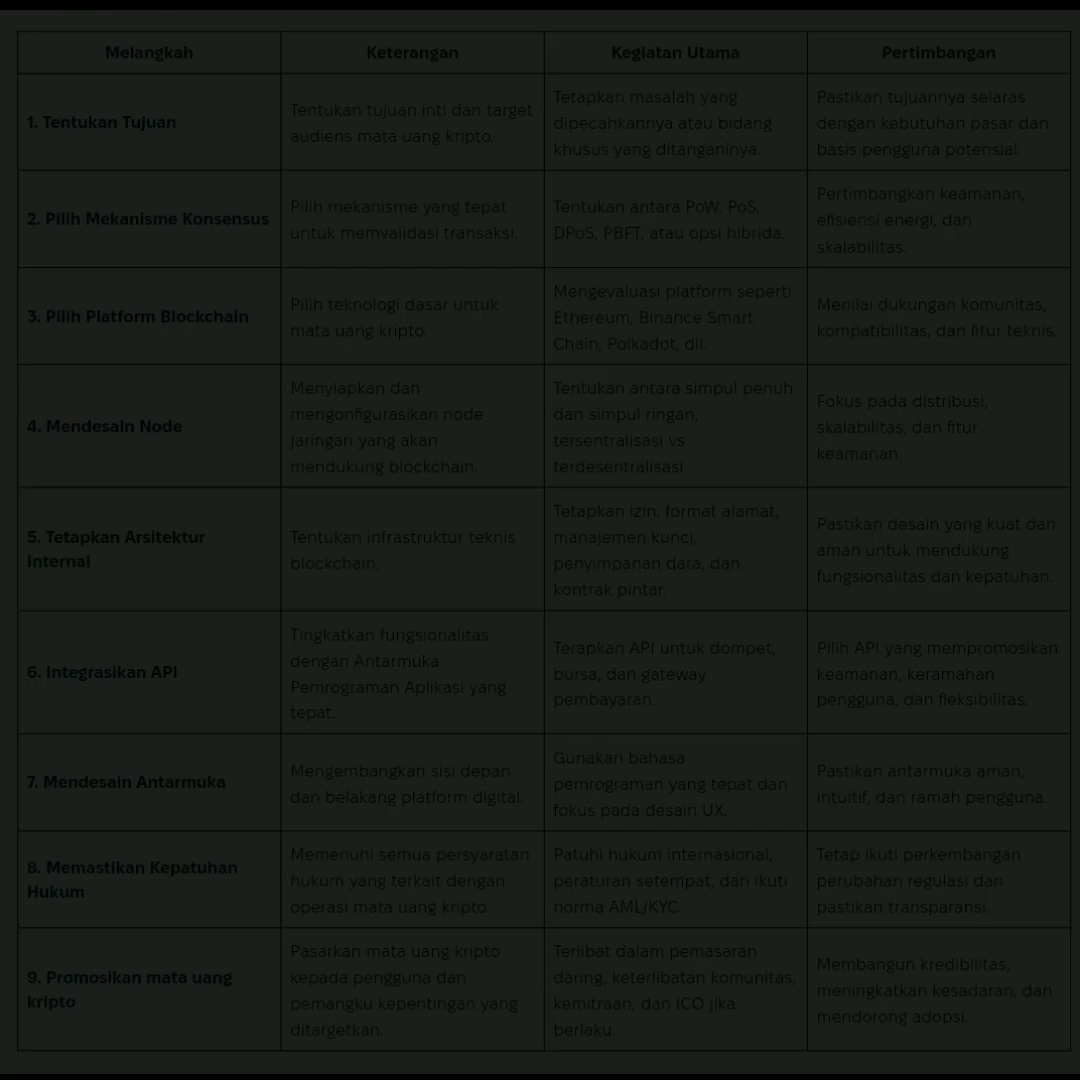 Melangkah
Keterangan
Kegiatan Utama
Pertimbangan
1. Tentukan Tujuan
Tentukan tujuan inti dan target
audiens mata uang kripto.
Tetapkan masalah yang
dipecahkannya atau bidang
khusus yang ditanganinya.
Pastikan tujuannya selaras
dengan kebutuhan pasar dan
basis pengguna potensial.
2. Pilih Mekanisme Konsensus
Pilih mekanisme yang tepat
untuk memvalidasi transaksi.
Tentukan antara PoW, PoS,
DPoS, PBFT, atau opsi hibrida.
Pertimbangkan keamanan,
efisiensi energi, dan
skalabilitas.
3. Pilih Platform Blockchain
Pilih teknologi dasar untuk
mata uang kripto.
Mengevaluasi platform seperti
Ethereum, Binance Smart
Chain, Polkadot, dll.
Menilai dukungan komunitas,
kompatibilitas, dan fitur teknis.
4. Mendesain Node
Menyiapkan dan
mengonfigurasikan node
jaringan yang akan
mendukung blockchain.
Tentukan antara simpul penuh
dan simpul ringan,
tersentralisasi vs
terdesentralisasi
Fokus pada distribusi,
skalabilitas, dan fitur
keamanan.
5. Tetapkan Arsitektur
Internal
Tentukan infrastruktur teknis
blockchain.
Tetapkan izin, format alamat,
manajemen kunci,
penyimpanan data, dan
kontrak pintar.
Pastikan desain yang kuat dan
aman untuk mendukung
fungsionalitas dan kepatuhan.
6. Integrasikan API
Tingkatkan fungsionalitas
dengan Antarmuka
Pemrograman Aplikasi yang
tepat.
Terapkan API untuk dompet,
bursa, dan gateway
pembayaran.
Pilih API yang mempromosikan
keamanan, keramahan
pengguna, dan fleksibilitas.
7. Mendesain Antarmuka
Mengembangkan sisi depan
dan belakang platform digital.
Gunakan bahasa
pemrograman yang tepat dan
fokus pada desain UX.
Pastikan antarmuka aman,
intuitif, dan ramah pengguna.
8. Memastikan Kepatuhan
Hukum
Memenuhi semua persyaratan
hukum yang terkait dengan
operasi mata uang kripto
Patuhi hukum internasional,
peraturan setempat, dan ikuti
norma AML/KYC.
Tetap ikuti perkembangan
perubahan regulasi dan
pastikan transparansi.
9. Promosikan mata uang
kripto
Pasarkan mata uang kripto
kepada pengguna dan
pemangku kepentingan yang
ditargetkan.
Terlibat dalam pemasaran
daring, keterlibatan komunitas,
kemitraan, dan ICO jika
berlaku.
Membangun kredibilitas,
meningkatkan kesadaran, dan
mendorong adopsi.